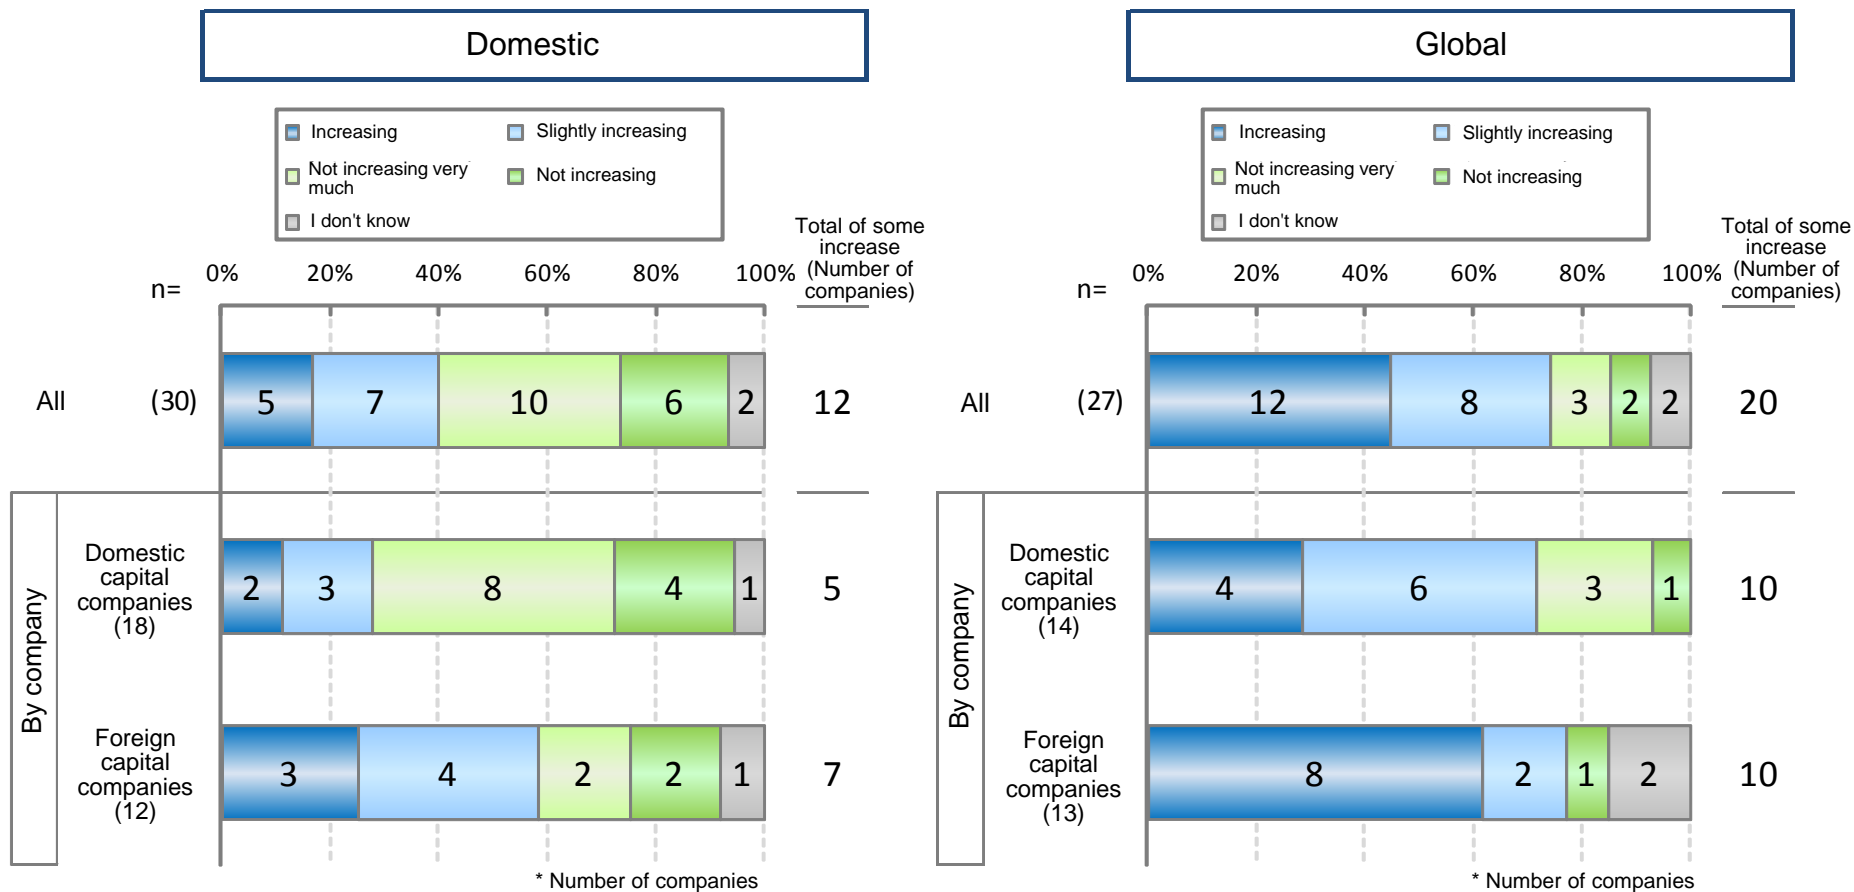 Domestic
Increasing
Slightly increasing
Not increasing very
much
Not increasing
I don't know
Total of some
increase
(Number of
companies)
n=
0% 20% 40% 60% 80% 100%
All (30) 5 7 10 6 2 12
By company
Domestic
capital
companies
(18)
2 3 8 4 1 5
Foreign
capital
companies
(12)
3 4 2 2 1 7
* Number of companies
Global
Increasing
Slightly increasing
Not increasing very
much
Not increasing
I don't know
Total of some
increase
(Number of
companies)
n=
0% 20% 40% 60% 80% 100%
All (27) 12 8 3 2 2 20
By company
Domestic
capital
companies
(14)
4 6 3 1 10
Foreign
capital
companies
(13)
8 2 1 2 10
* Number of companies